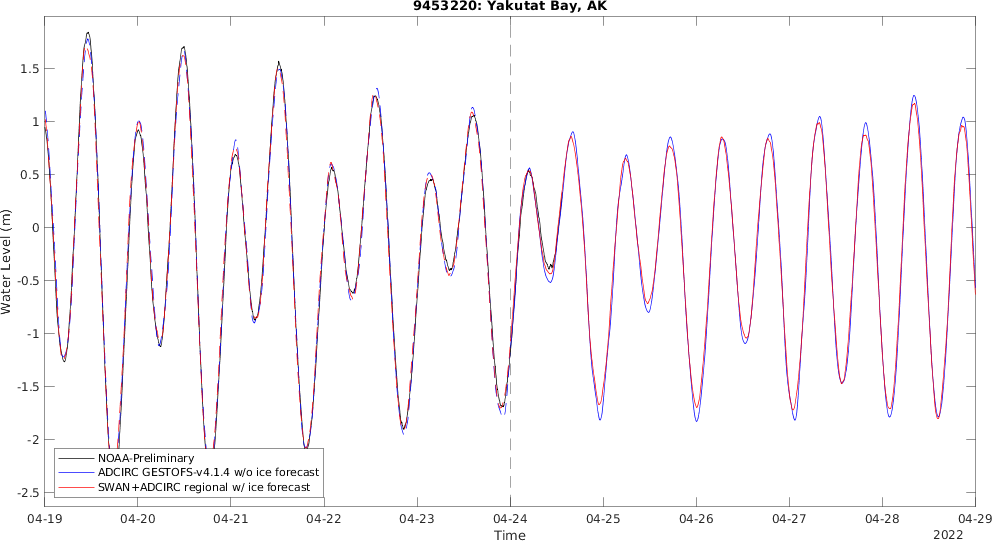 9453220: Yakutat Bay, AK
Water Level (m)
1.5
1
0.5
0
-0.5
-1
-1.5
-2
-2.5
NOAA-Preliminary
ADCIRC GESTOFS-v4.1.4 w/o ice forecast
SWAN+ADCIRC regional w/ ice forecast
04-19 04-20 04-21 04-22 04-23 04-24 04-25 04-26 04-27 04-28 04-29
Time
2022